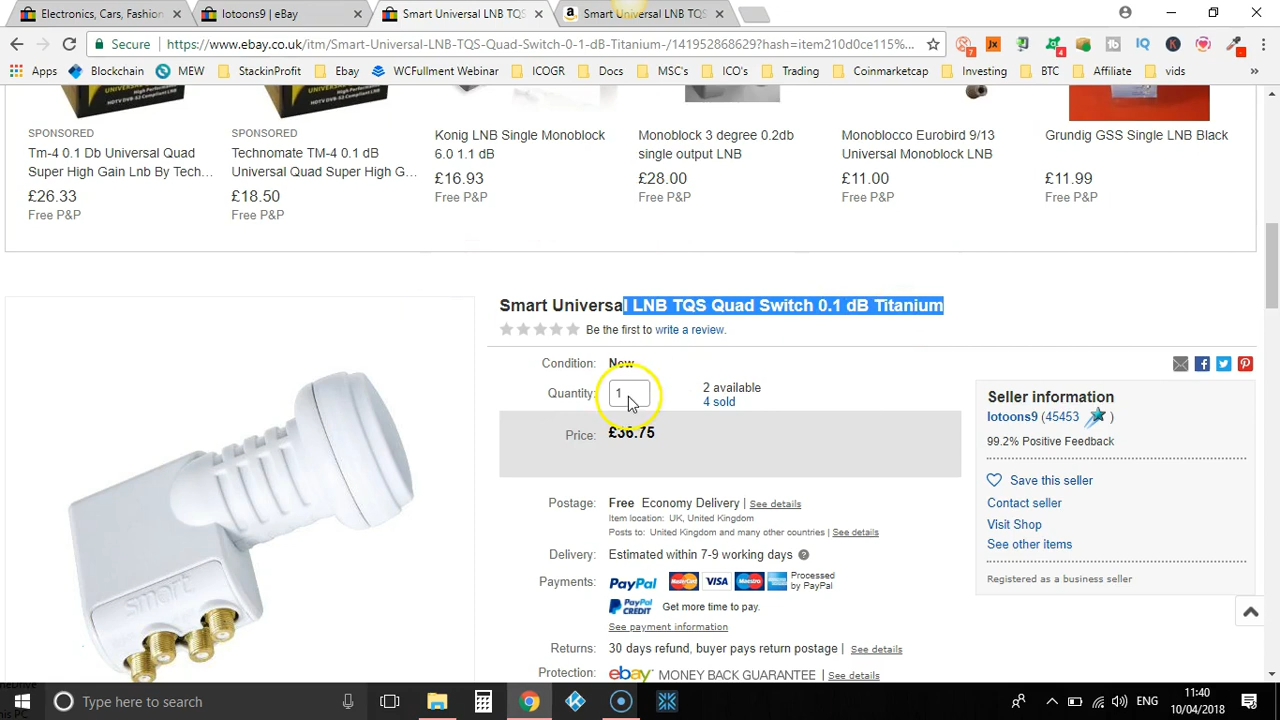 Electronics, Cars, Fashion
lotoons9 | eBay
Smart Universal LNB TQS
Smart Universal LNB TQS
Secure
https://www.ebay.co.uk/itm/Smart-Universal-LNB-TQS-Quad-Switch-0-1-dB-Titanium-/141952868629?hash=item210d0ce115%...
Apps
Blockchain
MEW
StackinProfit
Ebay
WCFullment Webinar
ICOGR
Docs
MSC's
ICO's
Trading
Coinmarketcap
Investing
BTC
Affiliate
vids
»
SPONSORED
Tm-4 0.1 Db Universal Quad
Super High Gain Lnb By Tech...
£26.33
Free P&P
SPONSORED
Technomate TM-4 0.1 dB
Universal Quad Super High G...
£18.50
Free P&P
Konig LNB Single Monoblock
6.0 1.1 dB
£16.93
Free P&P
Monoblock 3 degree 0.2db
single output LNB
£28.00
Free P&P
Monoblocco Eurobird 9/13
Universal Monoblock LNB
£11.00
Free P&P
Grundig GSS Single LNB Black
£11.99
Free P&P
Smart Universal LNB TQS Quad Switch 0.1 dB Titanium
Be the first to write a review.
Condition: New
Quantity: 1
2 available
4 sold
Price: £36.75
Postage: Free Economy Delivery | See details
Item location: UK, United Kingdom
Posts to: United Kingdom and many other countries | See details
Delivery: Estimated within 7-9 working days
Payments: PayPal MasterCard VISA Maestro Processed
by PayPal
PayPal CREDIT Get more time to pay.
See payment information
Returns: 30 days refund, buyer pays return postage | See details
Protection: ebay MONEY BACK GUARANTEE | See details
Seller information
lotoons9 (45453 )
99.2% Positive Feedback
Save this seller
Contact seller
Visit Shop
See other items
Registered as a business seller
smart
Type here to search
ENG
11:40
10/04/2018